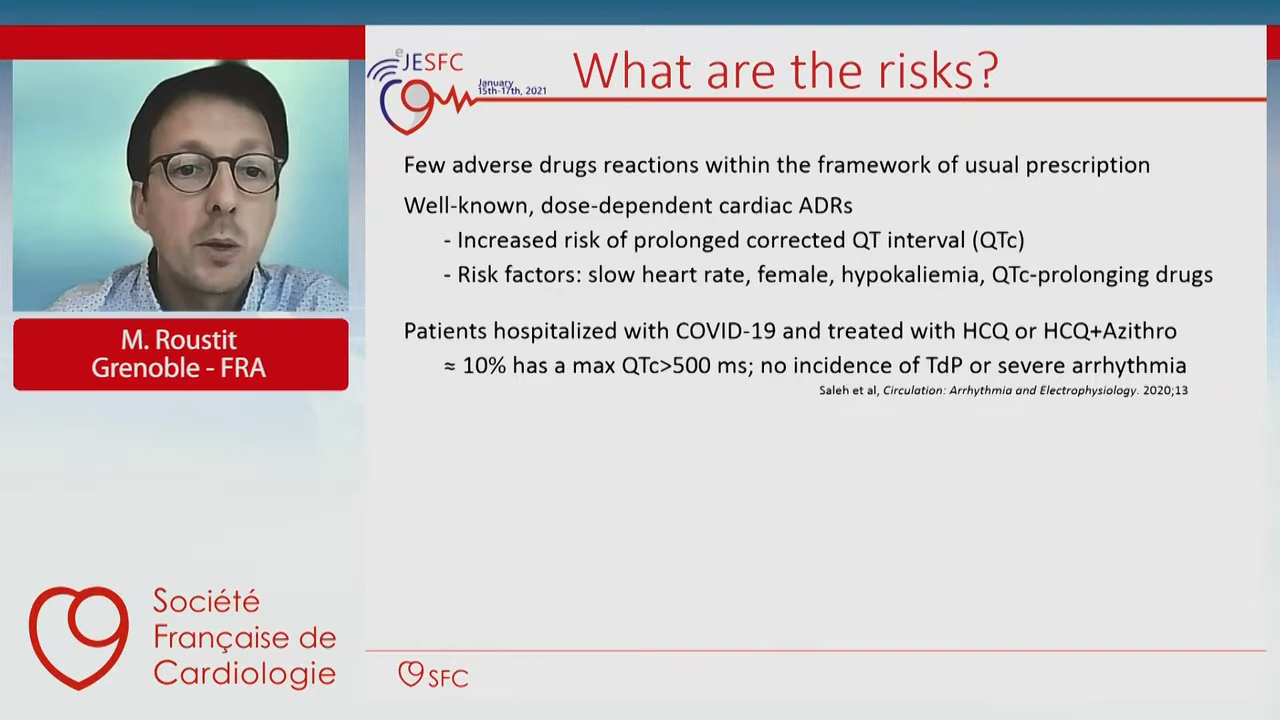 eJESFC
January
15th-17th, 2021
What are the risks?
Few adverse drugs reactions within the framework of usual prescription
Well-known, dose-dependent cardiac ADRs
- Increased risk of prolonged corrected QT interval (QTc)
- Risk factors: slow heart rate, female, hypokaliemia, QTc-prolonging drugs
Patients hospitalized with COVID-19 and treated with HCQ or HCQ+Azithro
≈ 10% has a max QTc>500 ms; no incidence of TdP or severe arrhythmia
Saleh et al, Circulation: Arrhythmia and Electrophysiology. 2020;13
M. Roustit
Grenoble - FRA
Société
Française de
Cardiologie
SFC